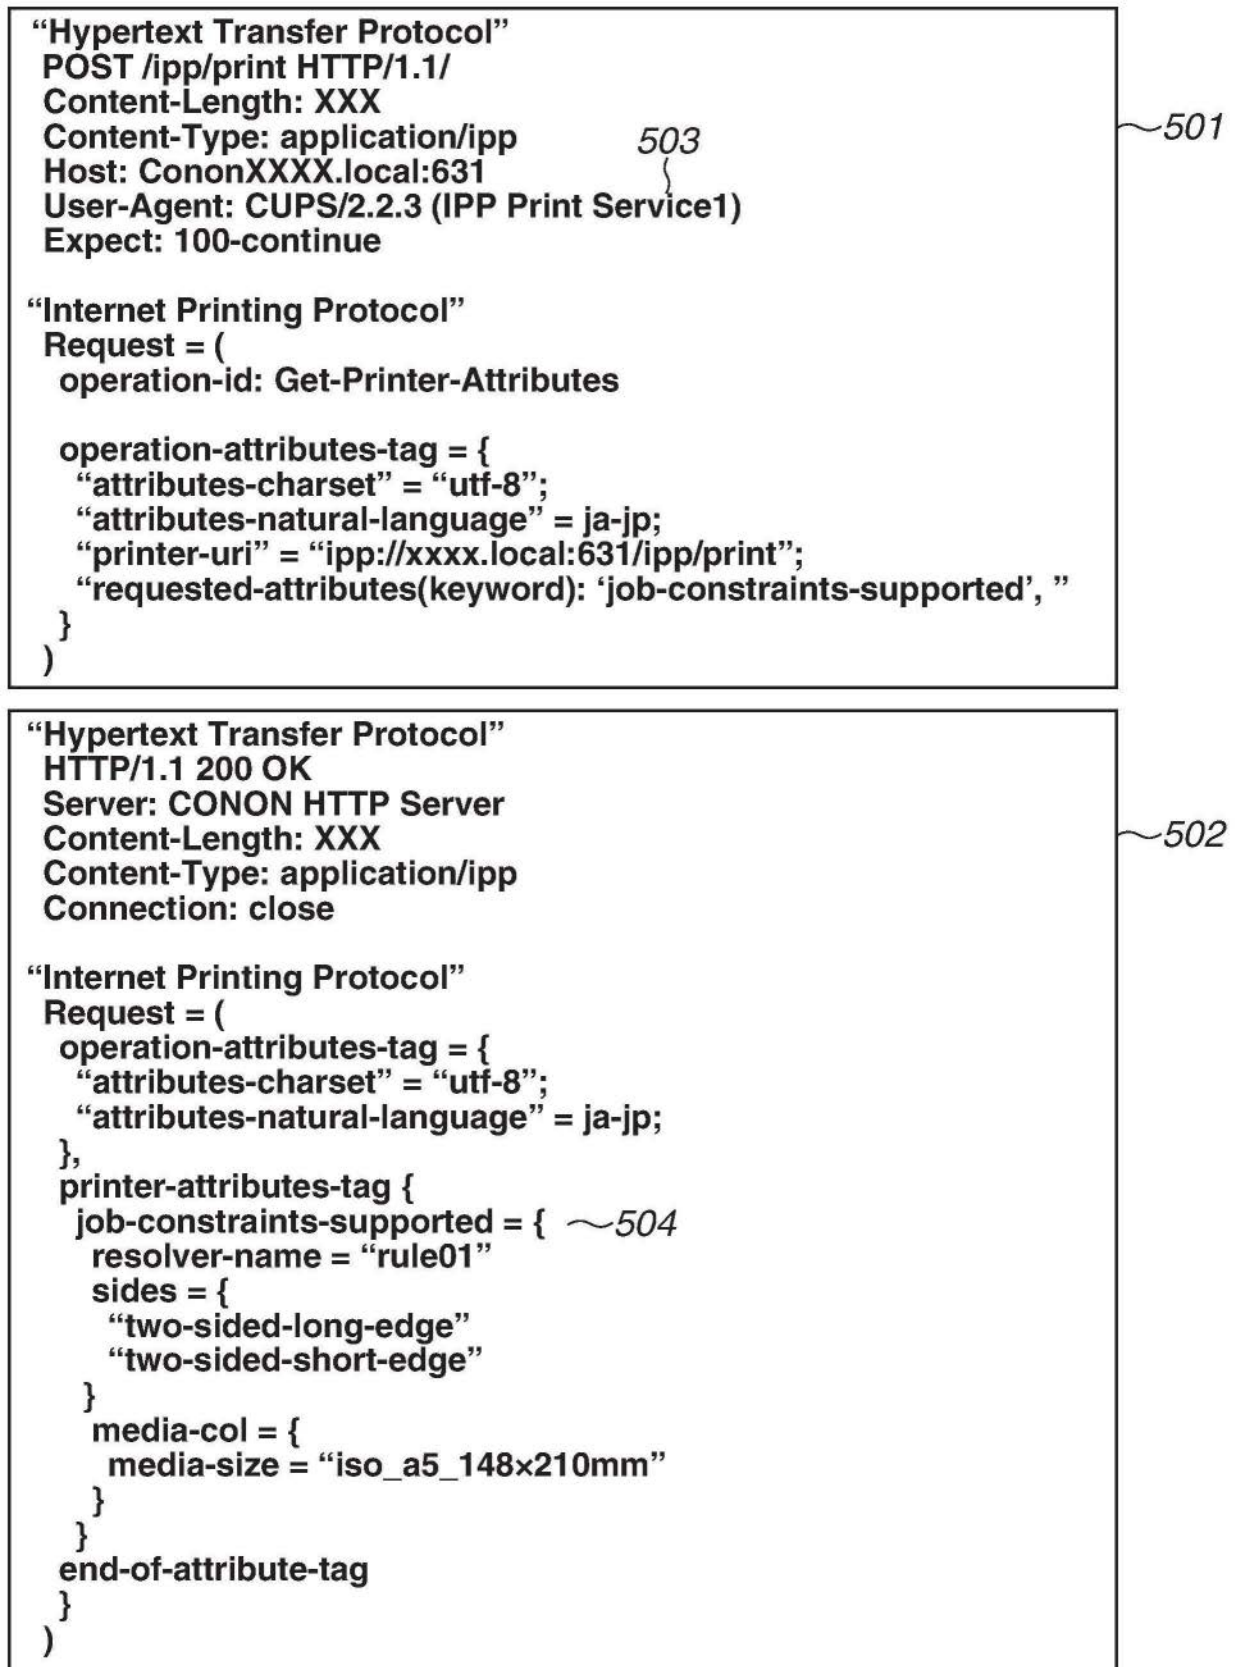 “Hypertext Transfer Protocol”
POST /ipp/print HTTP/1.1/
Content-Length: XXX
Content-Type: application/ipp
Host: CononXXXX.local:631
User-Agent: CUPS/2.2.3 (IPP Print Service1)
Expect: 100-continue
503
501
“Internet Printing Protocol”
Request = (
operation-id: Get-Printer-Attributes
operation-attributes-tag = {
“attributes-charset” = “utf-8”;
“attributes-natural-language” = ja-jp;
“printer-uri” = “ipp://xxxx.local:631/ipp/print”;
“requested-attributes(keyword): ‘job-constraints-supported’, ”
}
)
“Hypertext Transfer Protocol”
HTTP/1.1 200 OK
Server: CONON HTTP Server
Content-Length: XXX
Content-Type: application/ipp
Connection: close
502
“Internet Printing Protocol”
Request = (
operation-attributes-tag = {
“attributes-charset” = “utf-8”;
“attributes-natural-language” = ja-jp;
},
printer-attributes-tag {
job-constraints-supported = { 504
resolver-name = “rule01”
sides = {
“two-sided-long-edge”
“two-sided-short-edge”
}
media-col = {
media-size = “iso_a5_148×210mm”
}
}
end-of-attribute-tag
}
)